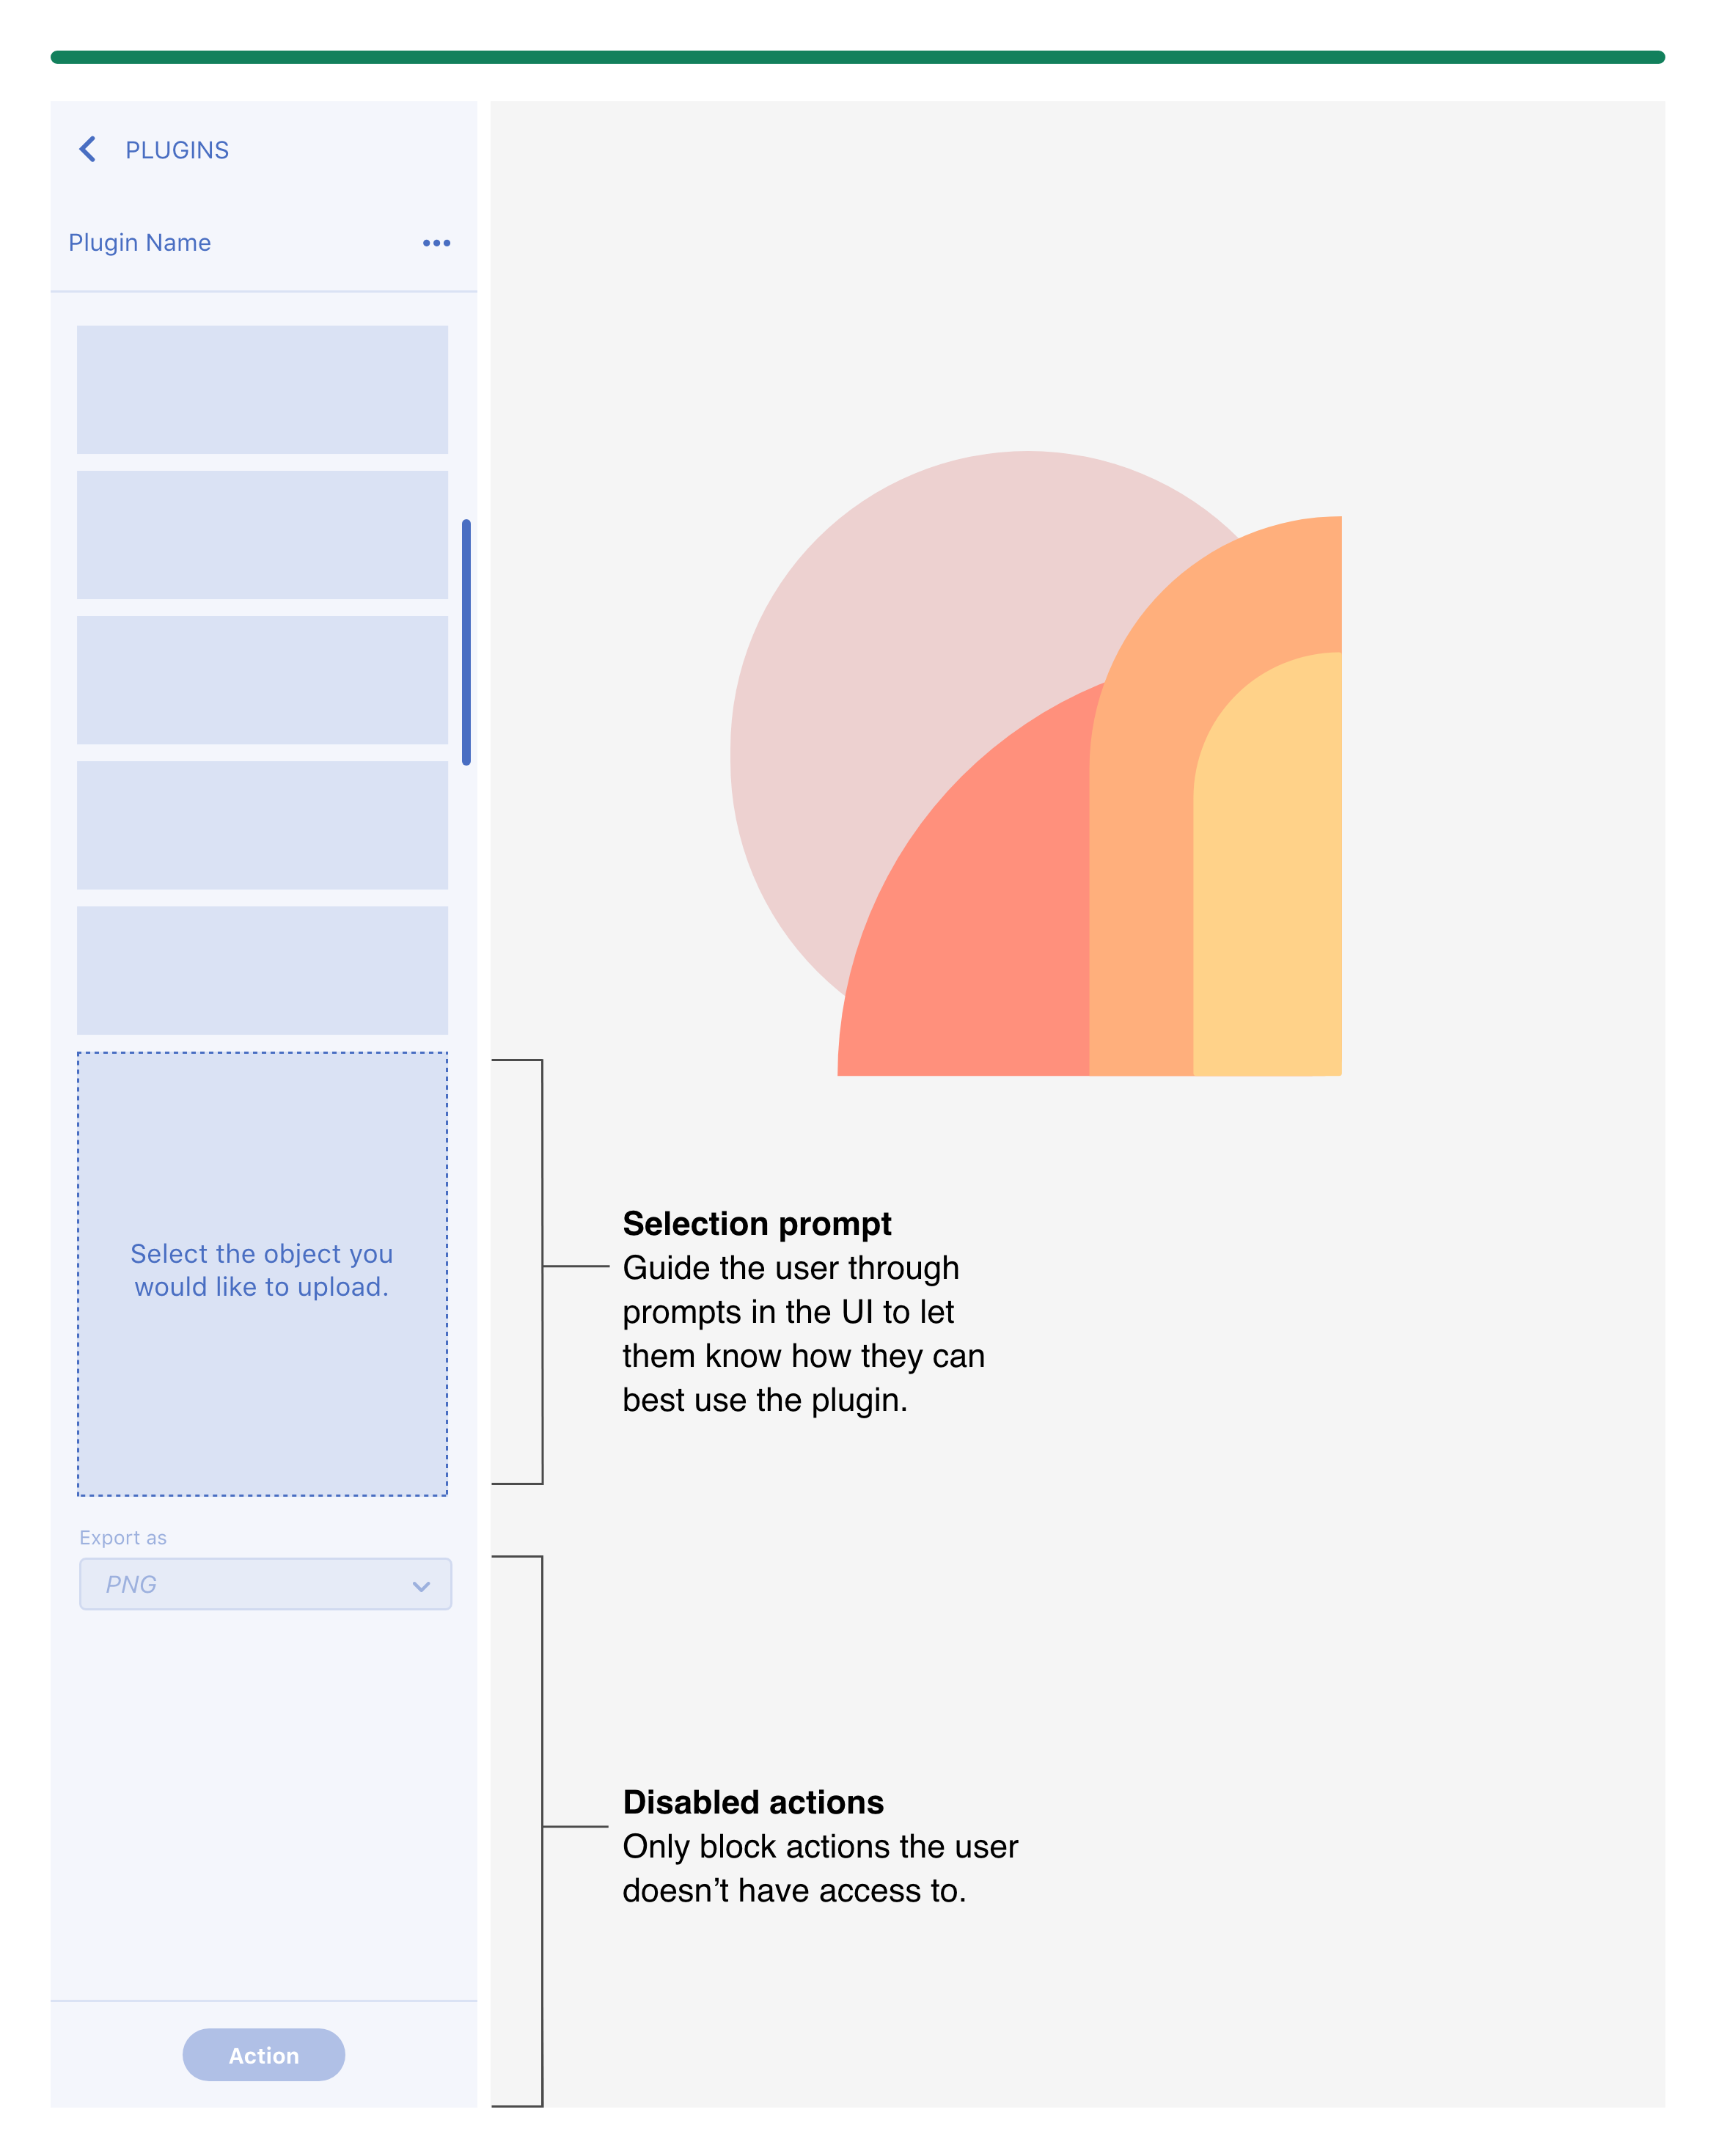 PLUGINS
Plugin Name
Select the object you
would like to upload.
Export as
PNG
Action
Selection prompt
Guide the user through
prompts in the UI to let
them know how they can
best use the plugin.
Disabled actions
Only block actions the user
doesn’t have access to.